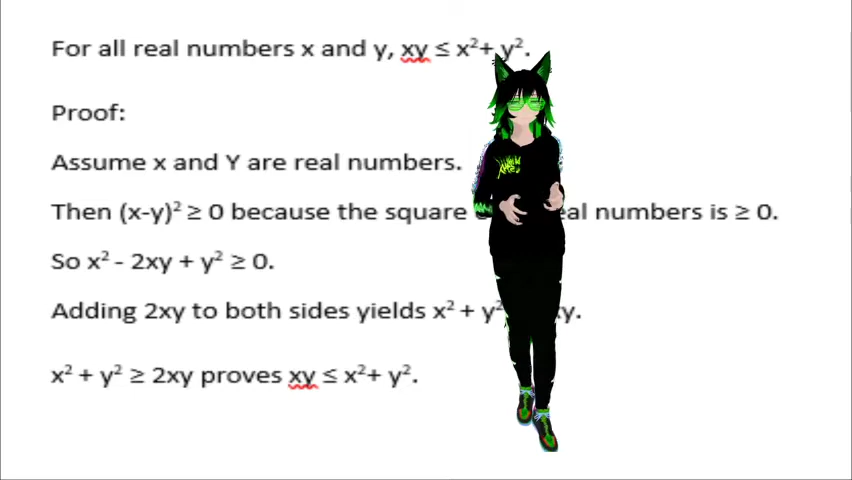 For all real numbers x and y, xy ≤ x²+ y².
Proof:
Assume x and Y are real numbers.
Then (x-y)² ≥ 0 because the square numbers is ≥ 0.
So x² - 2xy + y² ≥ 0.
Adding 2xy to both sides yields x² + y²
x² + y² ≥ 2xy proves xy ≤ x²+ y².